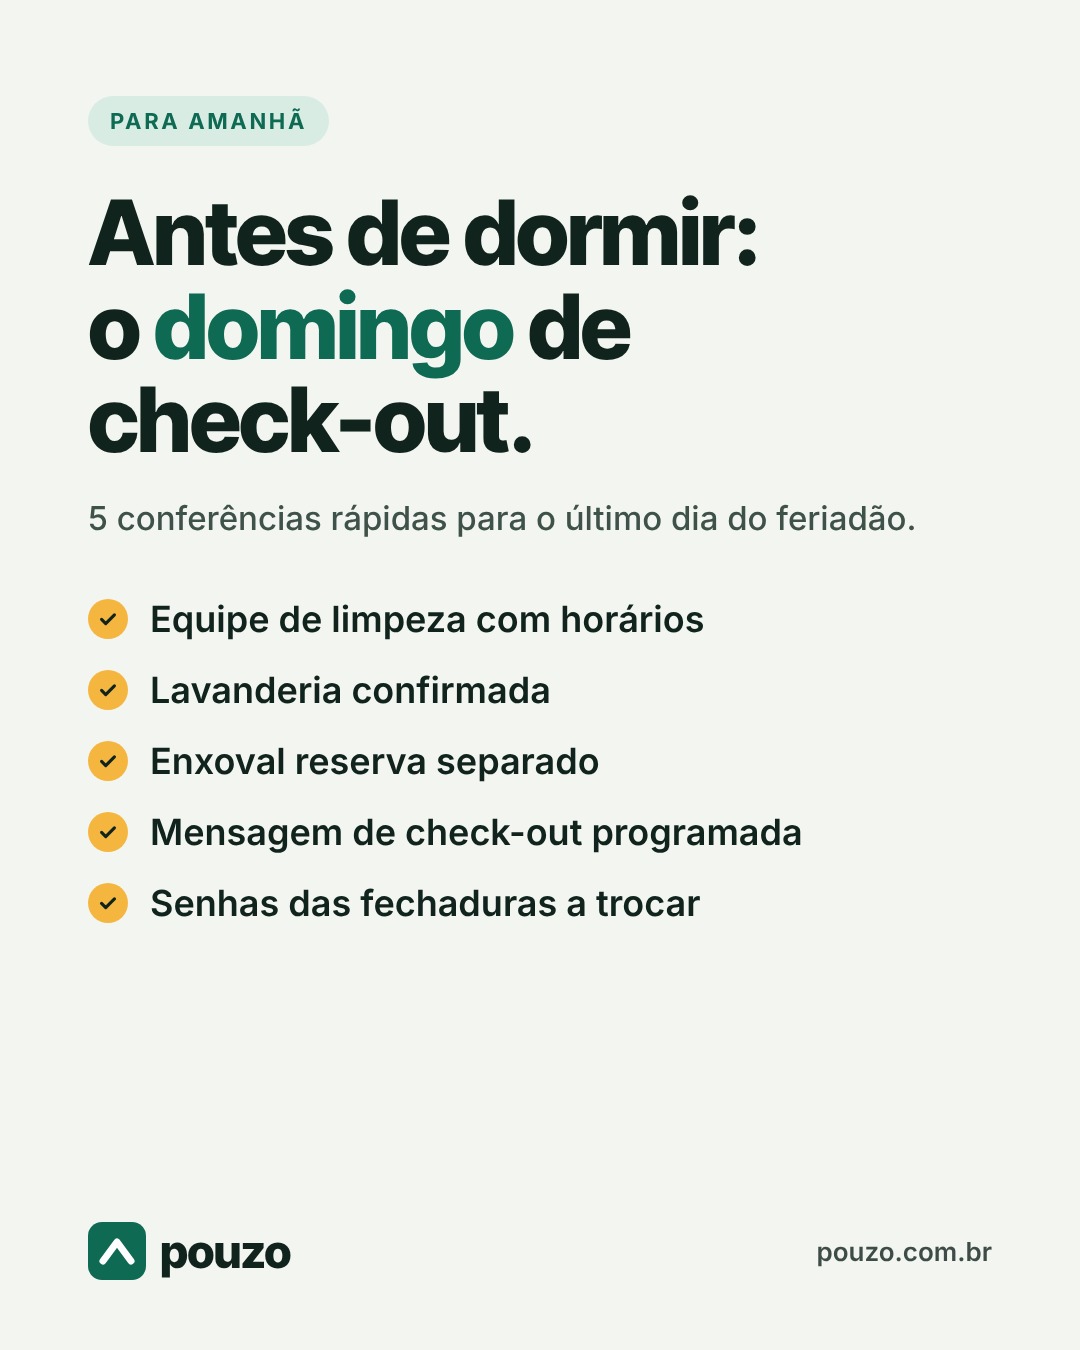 PARA AMANHÃ
Antes de dormir:
o domingo de
check-out.
5 conferências rápidas para o último dia do feriadão.
Equipe de limpeza com horários
Lavanderia confirmada
Enxoval reserva separado
Mensagem de check-out programada
Senhas das fechaduras a trocar
pouzo
pouzo.com.br